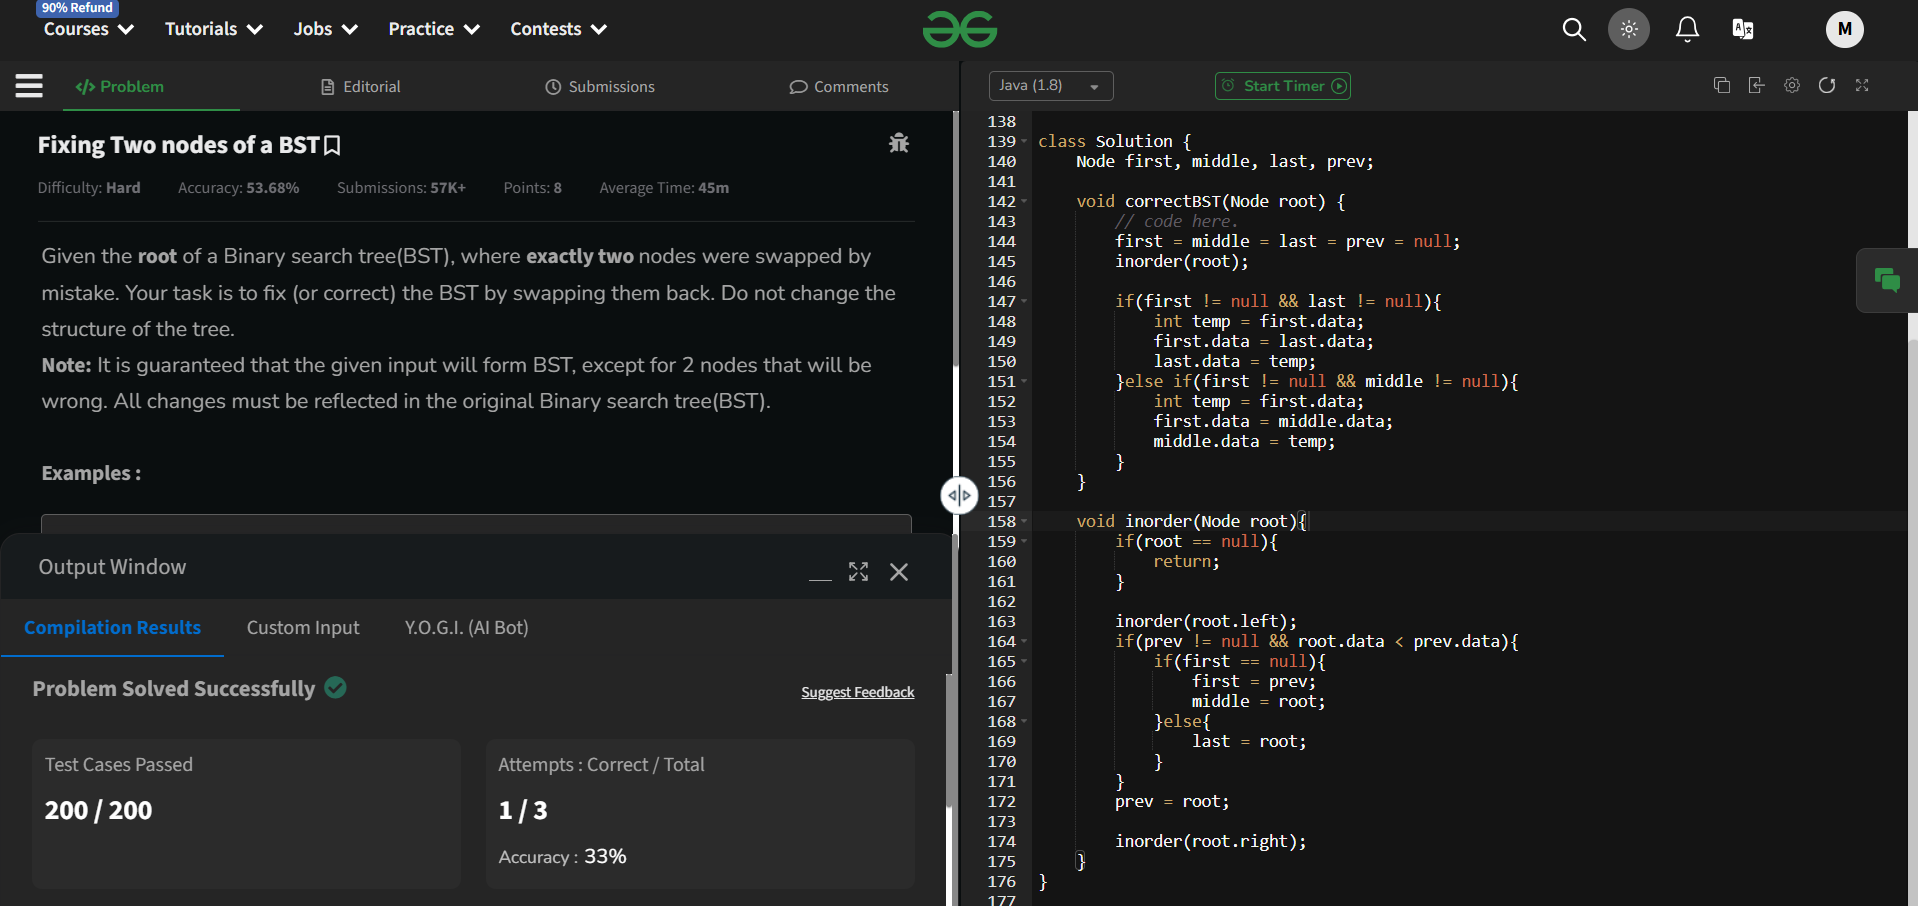 90% Refund
Courses Tutorials Jobs Practice Contests
M
Problem Editorial Submissions Comments
Java (1.8) Start Timer
Fixing Two nodes of a BST
Difficulty: Hard Accuracy: 53.68% Submissions: 57K+ Points: 8 Average Time: 45m
Given the root of a Binary search tree(BST), where exactly two nodes were swapped by
mistake. Your task is to fix (or correct) the BST by swapping them back. Do not change the
structure of the tree.
Note: It is guaranteed that the given input will form BST, except for 2 nodes that will be
wrong. All changes must be reflected in the original Binary search tree(BST).
Examples :
Output Window
Compilation Results Custom Input Y.O.G.I. (AI Bot)
Problem Solved Successfully
Suggest Feedback
Test Cases Passed
200 / 200
Attempts : Correct / Total
1 / 3
Accuracy : 33%
138
139 class Solution {
140 Node first, middle, last, prev;
141
142 void correctBST(Node root) {
143 // code here.
144 first = middle = last = prev = null;
145 inorder(root);
146
147 if(first != null && last != null){
148 int temp = first.data;
149 first.data = last.data;
150 last.data = temp;
151 }else if(first != null && middle != null){
152 int temp = first.data;
153 first.data = middle.data;
154 middle.data = temp;
155 }
156 }
157
158 void inorder(Node root){
159 if(root == null){
160 return;
161 }
162
163 inorder(root.left);
164 if(prev != null && root.data < prev.data){
165 if(first == null){
166 first = prev;
167 middle = root;
168 }else{
169 last = root;
170 }
171 }
172 prev = root;
173
174 inorder(root.right);
175 }
176 }
177